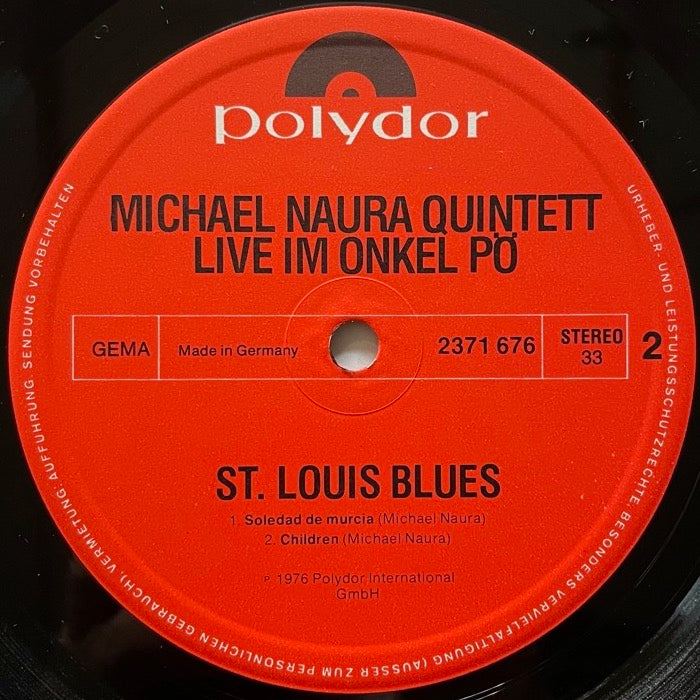 polydor
MICHAEL NAURA QUINTETT
LIVE IM ONKEL PÖ
GEMA
Made in Germany
2371 676
STEREO
33
2
ST. LOUIS BLUES
1. Soledad de murcia (Michael Naura)
2. Children (Michael Naura)
℗ 1976 Polydor International
GmbH
URHEBER- UND LEISTUNGSSCHUTZRECHTE, BESONDERS VERVIELFÄLTIGUNG (AUSSER ZUM PERSÖNLICHEN GEBRAUCH), VERMIETUNG, AUFFÜHRUNG, SENDUNG VORBEHALTEN